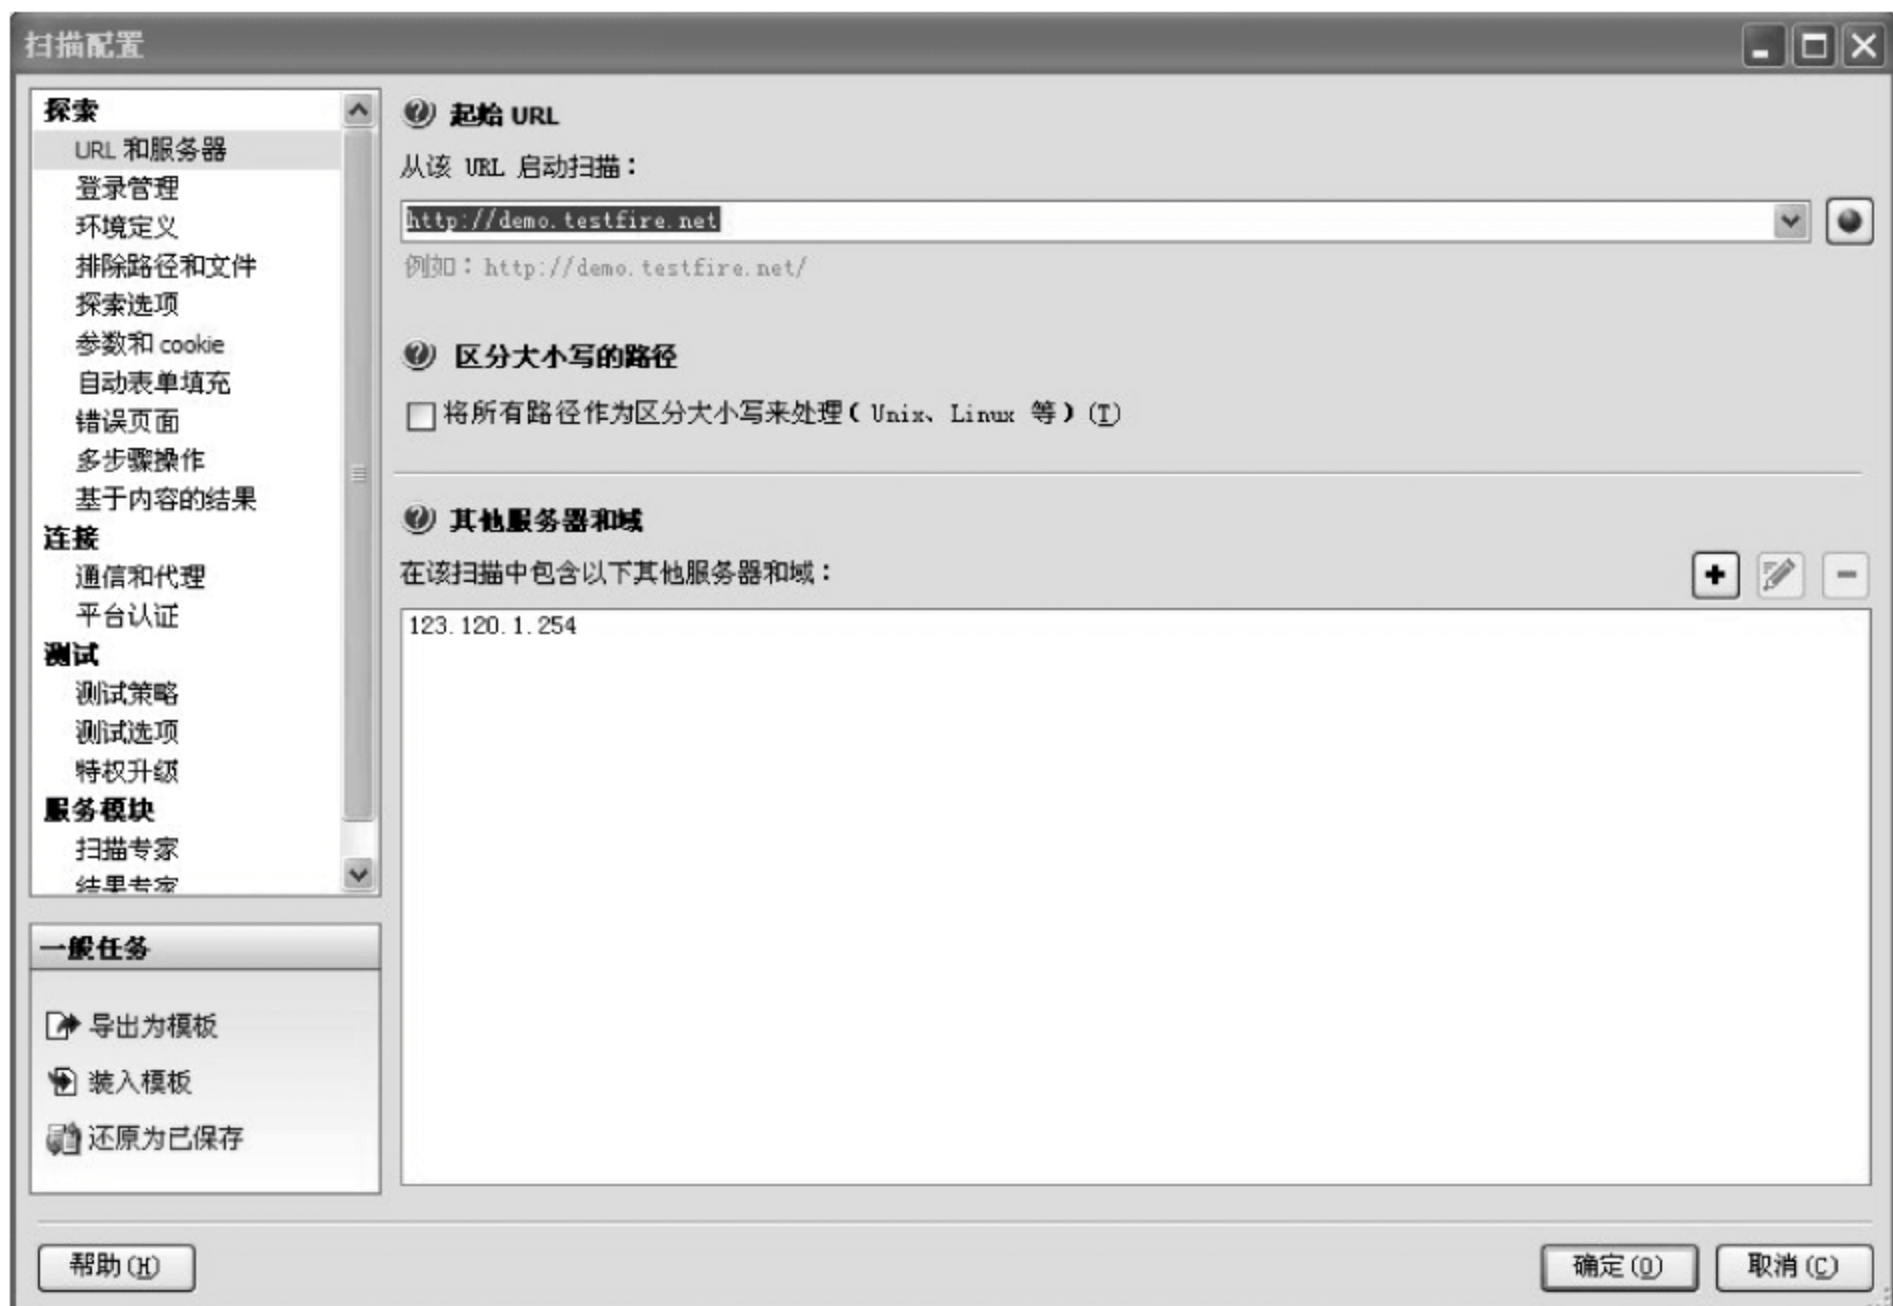 扫描配置
探索
URL 和服务器
登录管理
环境定义
排除路径和文件
探索选项
参数和 cookie
自动表单填充
错误页面
多步骤操作
基于内容的结果
连接
通信和代理
平台认证
测试
测试策略
测试选项
特权升级
服务模块
扫描专家
结果专家
一般任务
导出为模板
装入模板
还原为已保存
起始 URL
从该 URL 启动扫描：
http://demo.testfire.net
例如：http://demo.testfire.net/
区分大小写的路径
将所有路径作为区分大小写来处理（Unix、Linux 等）(T)
其他服务器和域
在该扫描中包含以下其他服务器和域：
123.120.1.254
帮助(H)
确定(O)
取消(C)